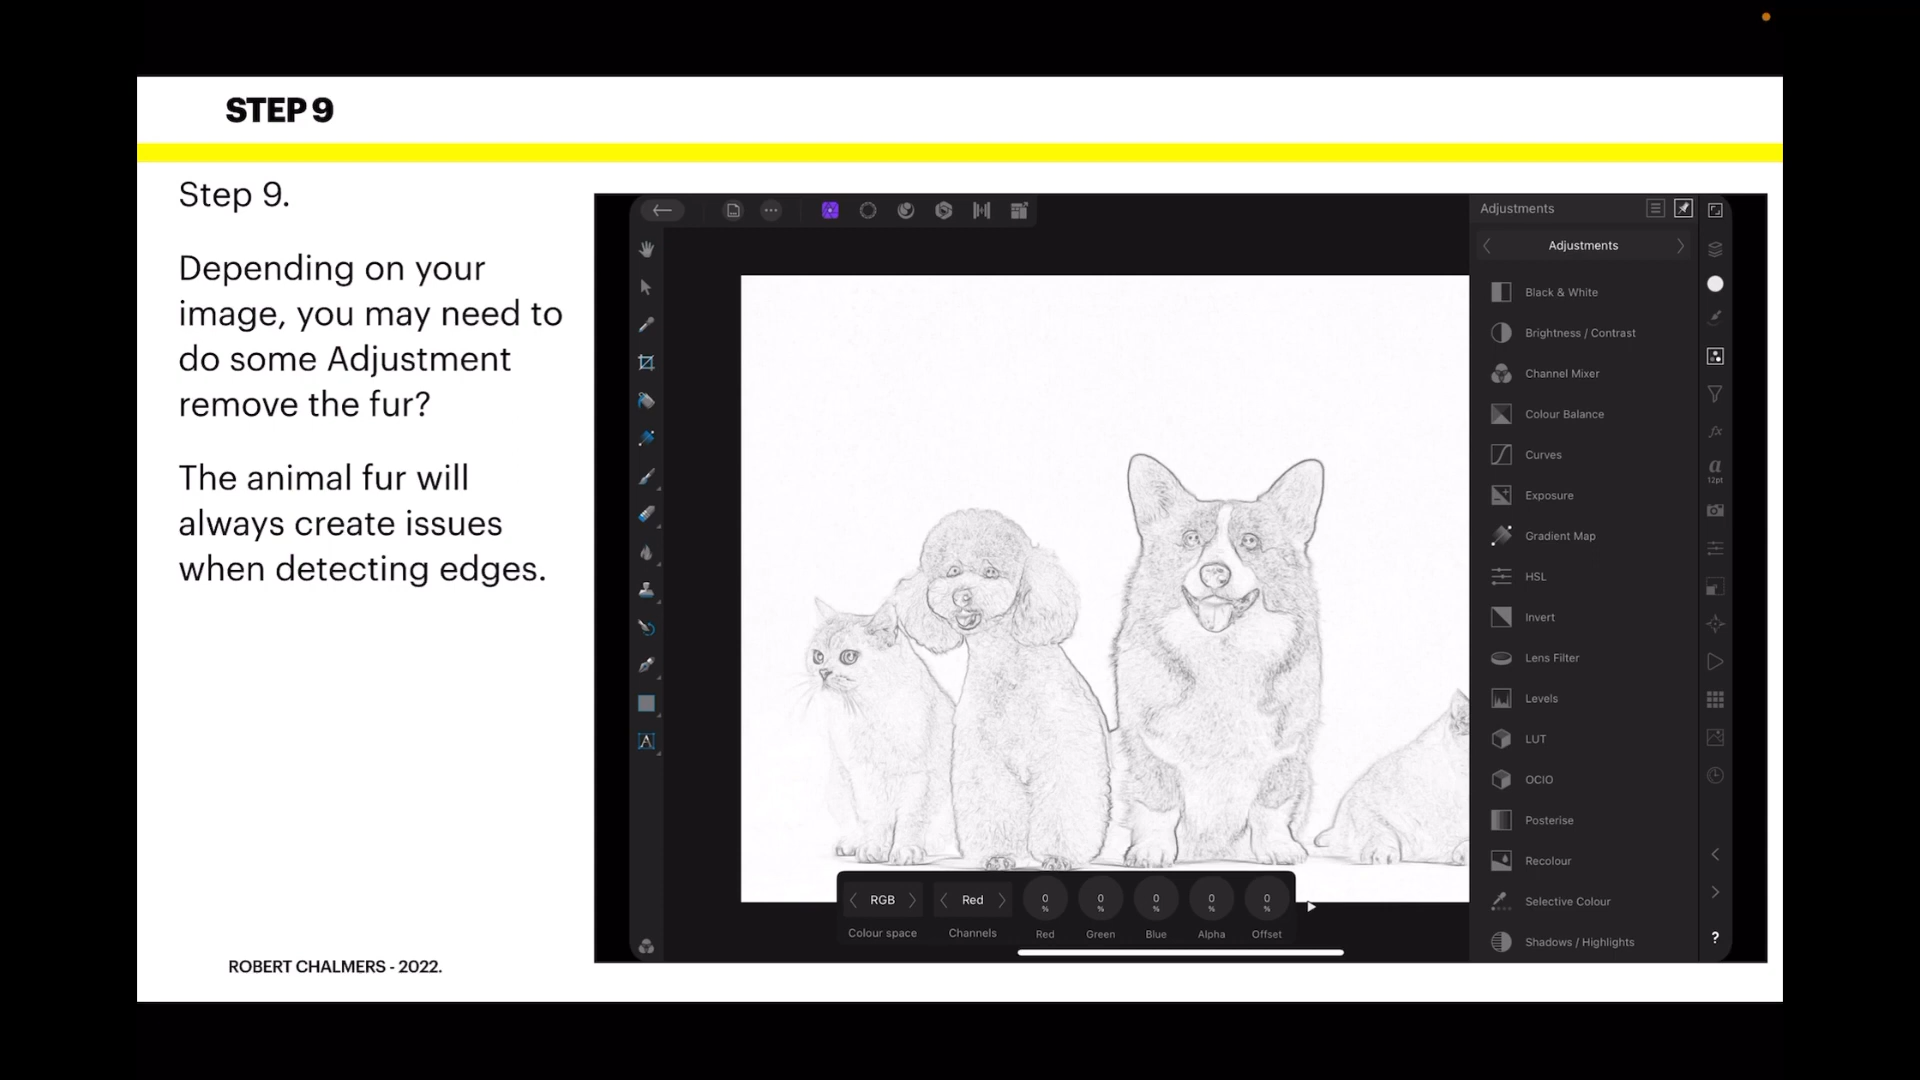 STEP 9
Step 9.
Depending on your
image, you may need to
do some Adjustment
remove the fur?
The animal fur will
always create issues
when detecting edges.
ROBERT CHALMERS - 2022.
Adjustments
Adjustments
Black & White
Brightness / Contrast
Channel Mixer
Colour Balance
Curves
Exposure
Gradient Map
HSL
Invert
Lens Filter
Levels
LUT
OCIO
Posterise
Recolour
Selective Colour
Shadows / Highlights
fx
a
12pt
?
A
RGB Red 0 % 0 % 0 % 0 % 0 %
Colour space Channels Red Green Blue Alpha Offset